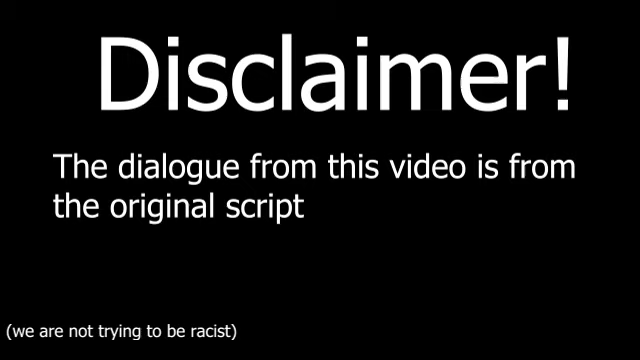 Disclaimer!
The dialogue from this video is from
the original script
(we are not trying to be racist)